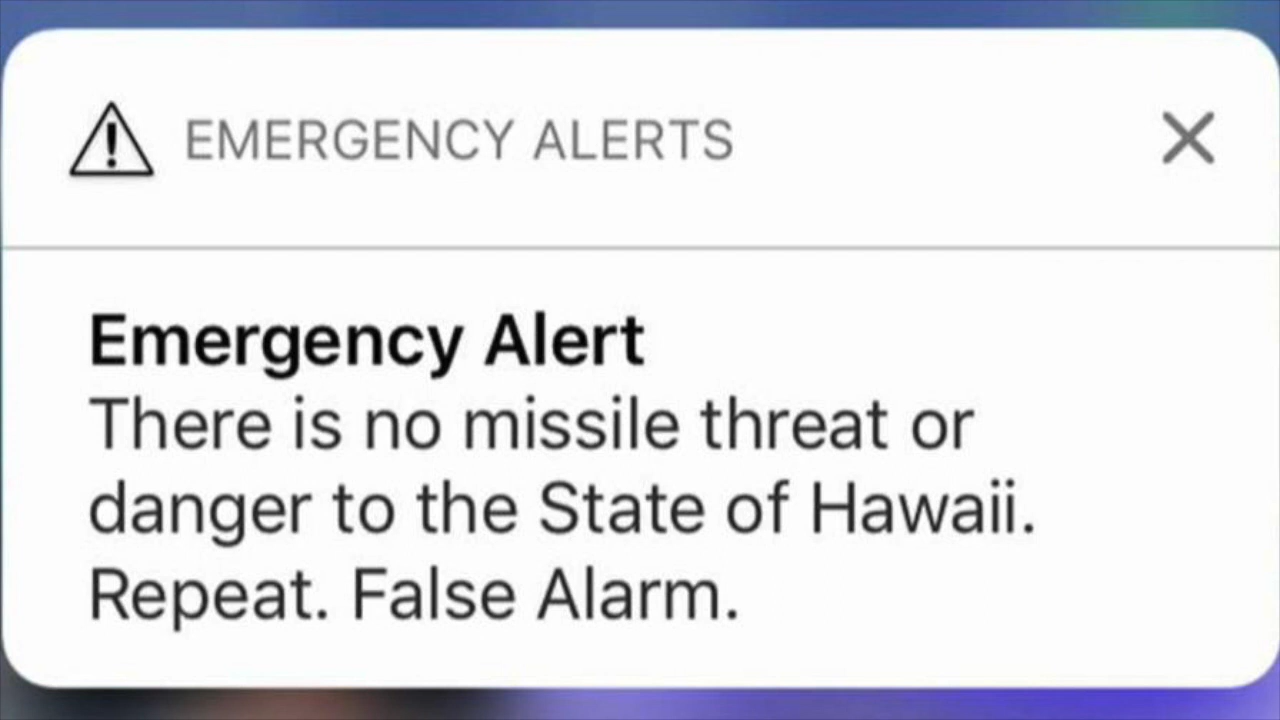 EMERGENCY ALERTS
Emergency Alert
There is no missile threat or
danger to the State of Hawaii.
Repeat. False Alarm.